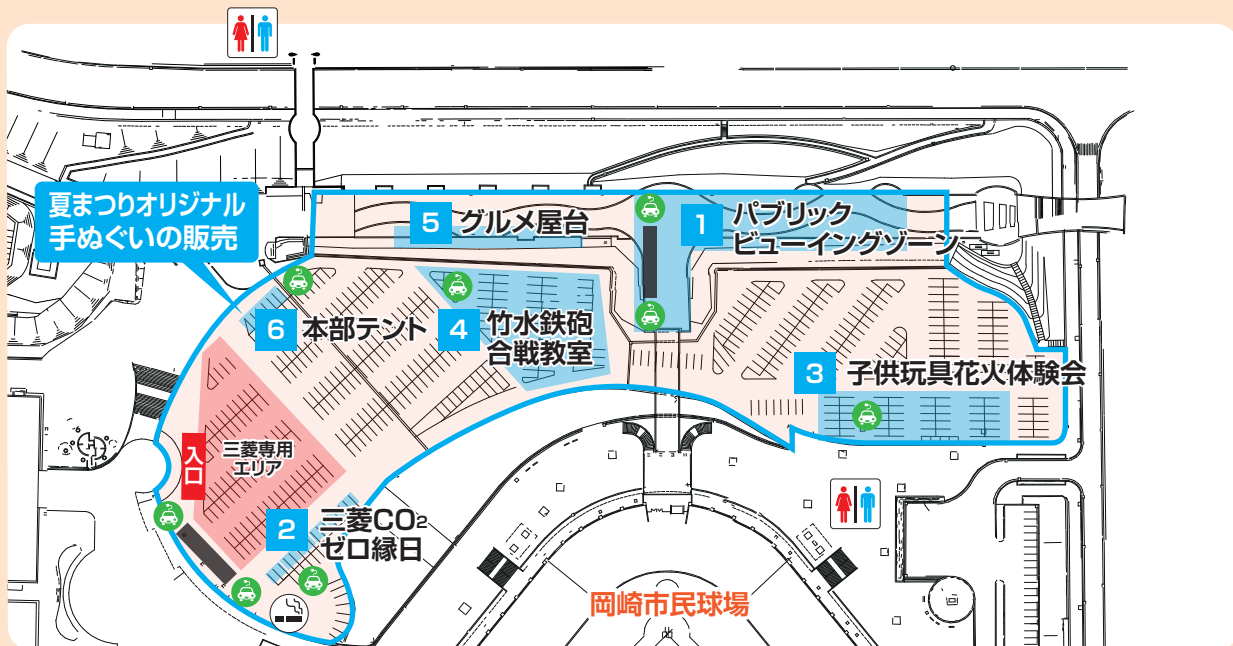 夏まつりオリジナル
手ぬぐいの販売
5 グルメ屋台
1 パブリック
ビューイングゾーン
6 本部テント
4 竹水鉄砲
合戦教室
3 子供玩具花火体験会
入口
三菱専用
エリア
2 三菱CO2
ゼロ縁日
岡崎市民球場